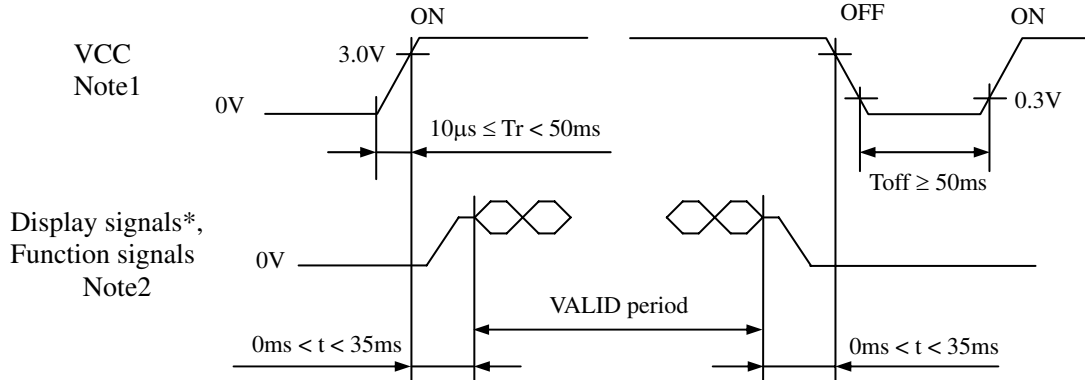 ON
OFF
ON
VCC
Note1
3.0V
0V
0.3V
10μs ≤ Tr < 50ms
Toff ≥ 50ms
Display signals*,
Function signals
Note2
0V
VALID period
0ms < t < 35ms
0ms < t < 35ms